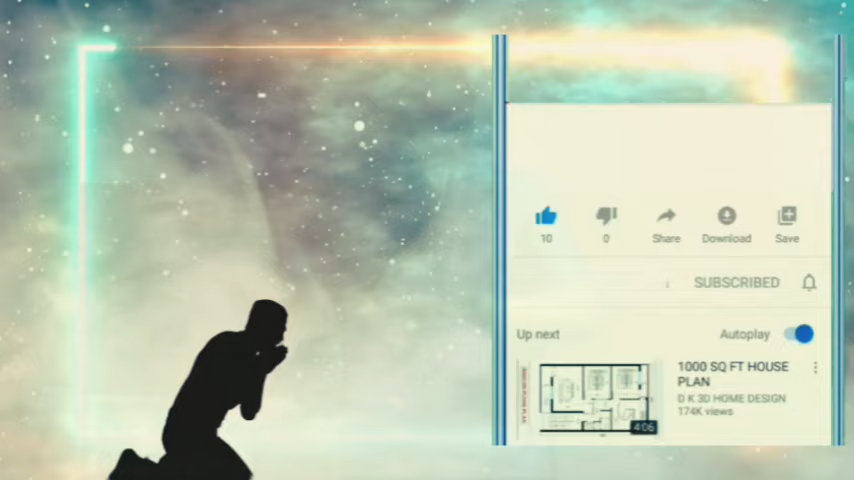 10
0
Share
Download
Save
SUBSCRIBED
Up next
Autoplay
1000 SQ FT HOUSE
PLAN
D K 3D HOME DESIGN
174K views
4:06